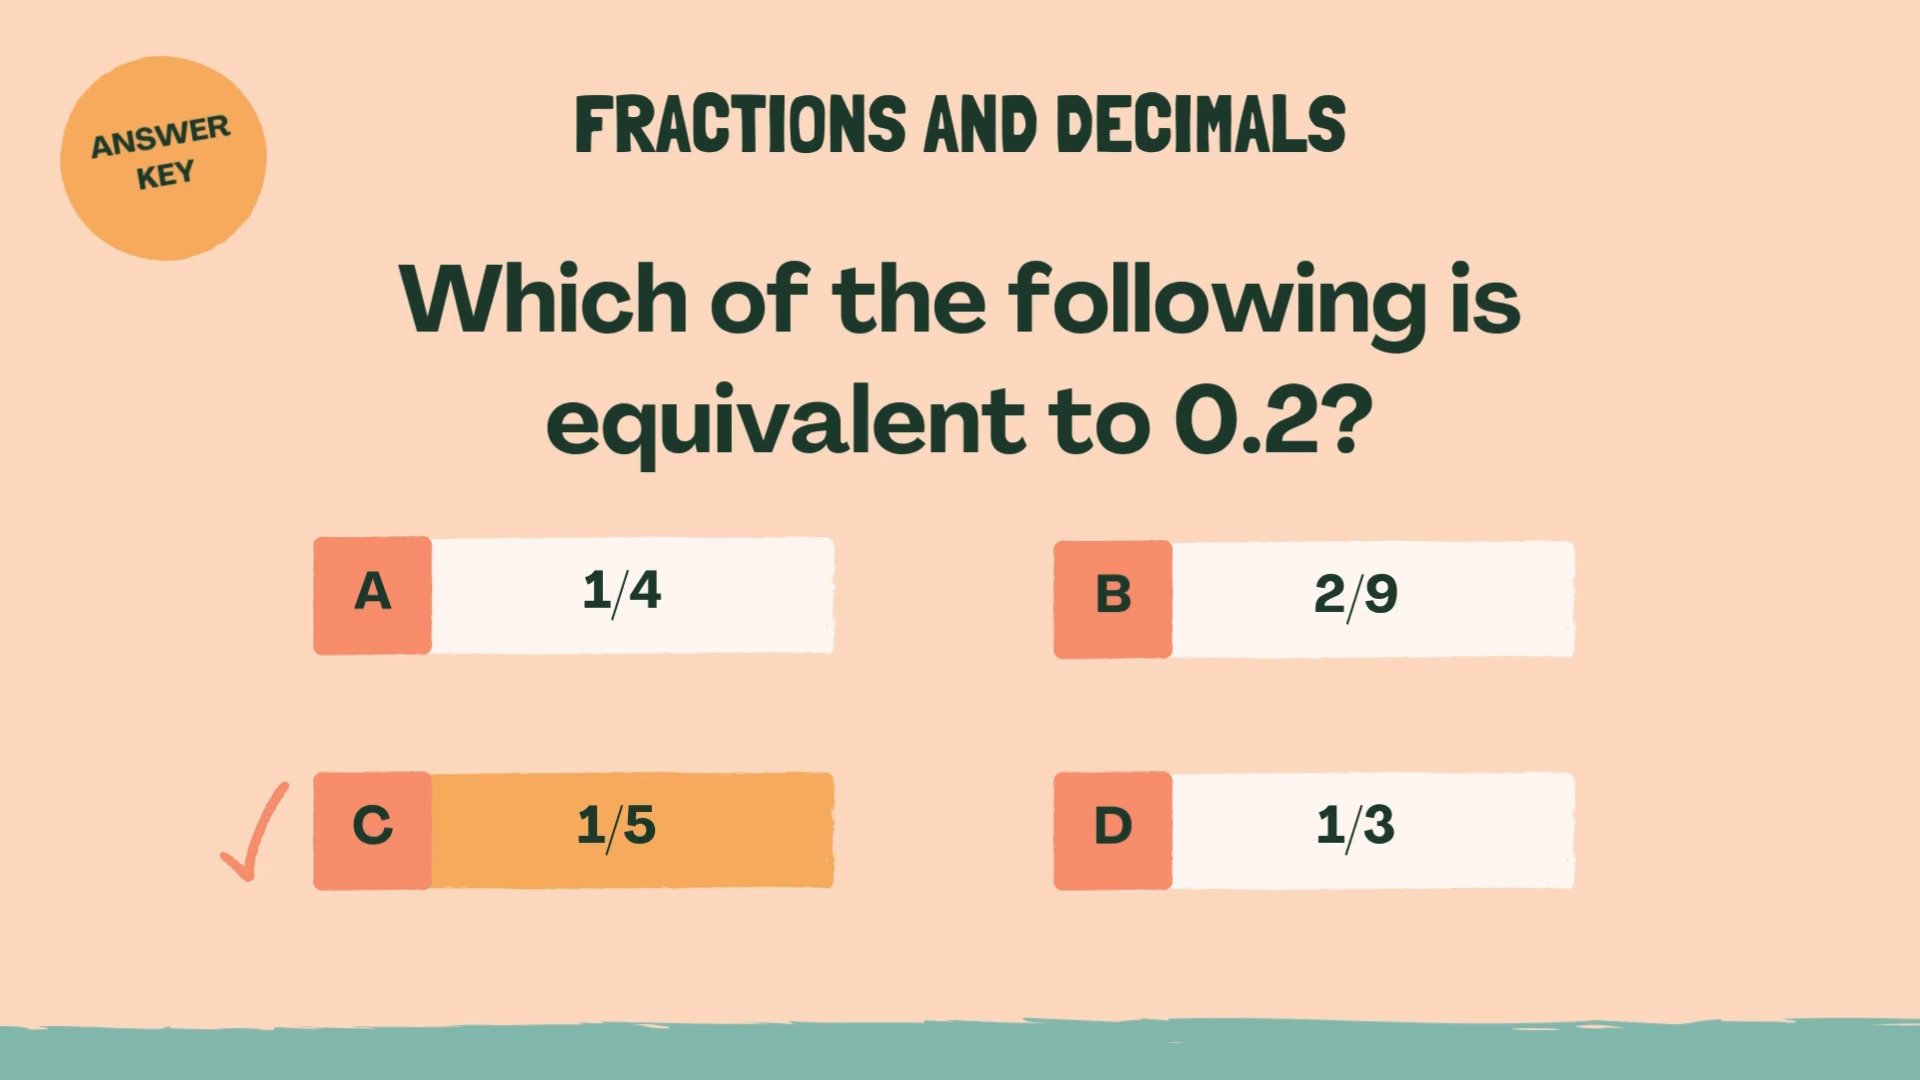 ANSWER
KEY
FRACTIONS AND DECIMALS
Which of the following is
equivalent to 0.2?
A 1/4
B 2/9
C 1/5
D 1/3